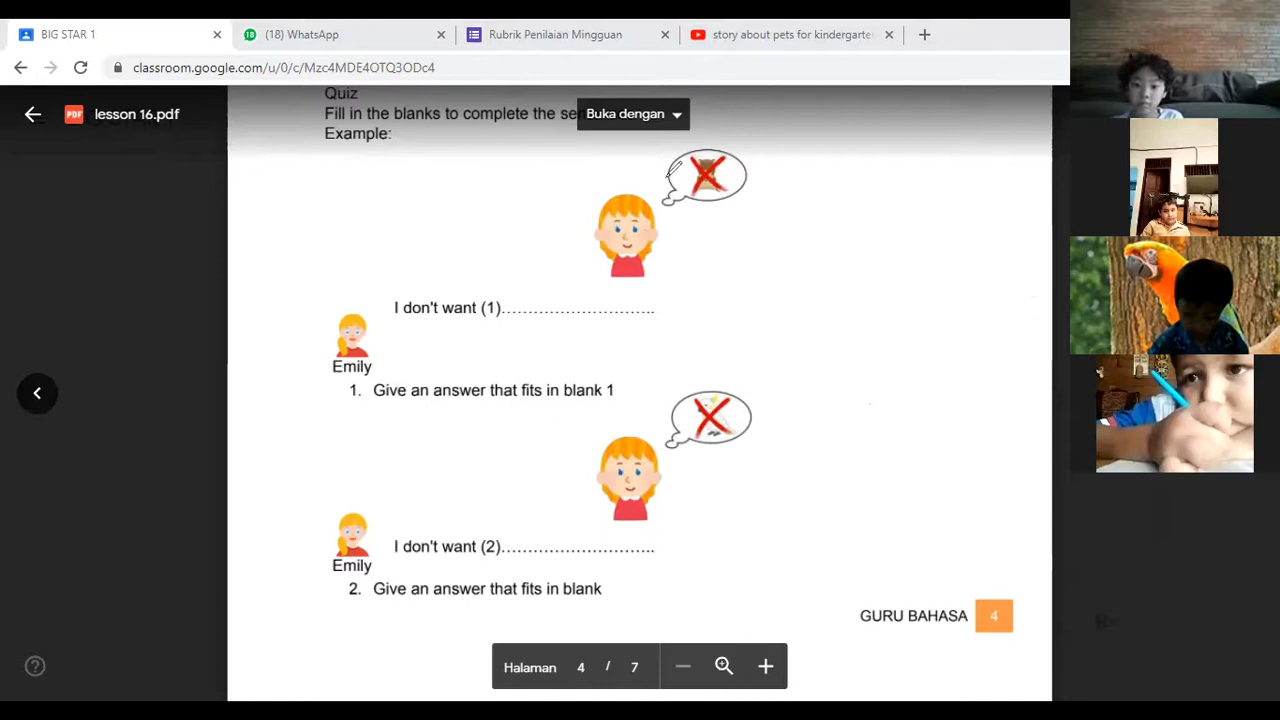 BIG STAR 1
(18) WhatsApp
Rubrik Penilaian Mingguan
story about pets for kindergarte
classroom.google.com/u/0/c/Mzc4MDE4OTQ3ODc4
PDF lesson 16.pdf
Buka dengan
Quiz
Fill in the blanks to complete the sen
Example:
I don't want (1)………………………..
Emily
1. Give an answer that fits in blank 1
I don't want (2)………………………..
Emily
2. Give an answer that fits in blank
GURU BAHASA 4
Halaman 4 / 7